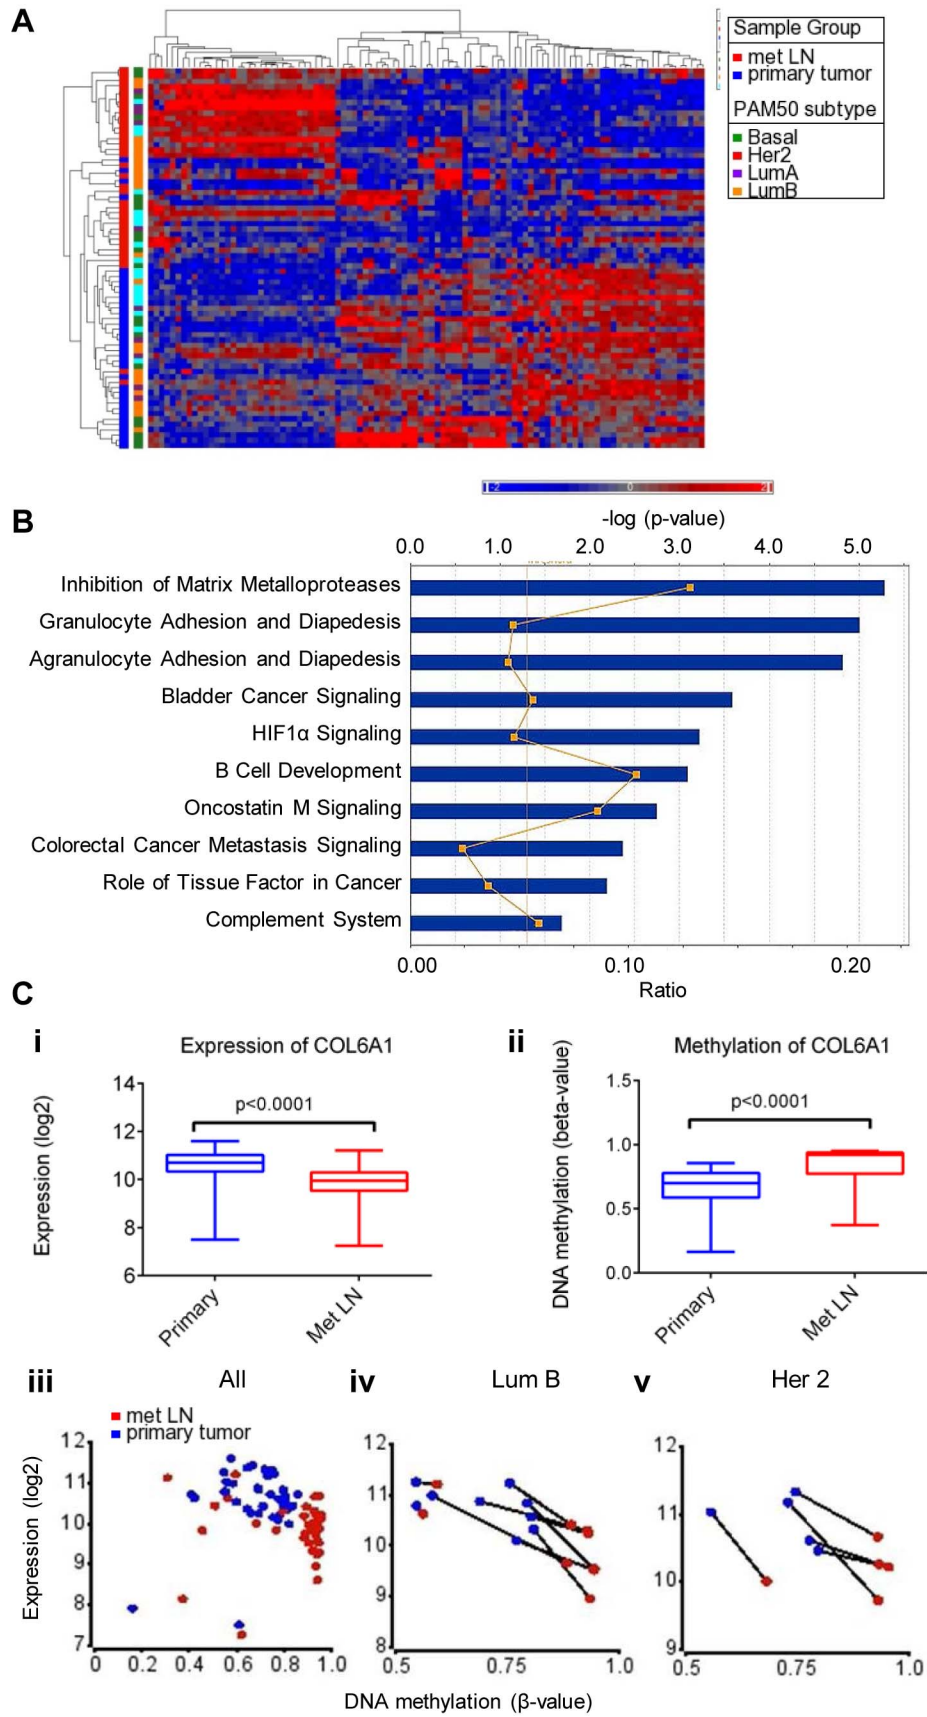 A
Sample Group
met LN
primary tumor
PAM50 subtype
Basal
Her2
LumA
LumB
-2 0 2
B
-log (p-value)
0.0 1.0 2.0 3.0 4.0 5.0
Inhibition of Matrix Metalloproteases
Granulocyte Adhesion and Diapedesis
Agranulocyte Adhesion and Diapedesis
Bladder Cancer Signaling
HIF1α Signaling
B Cell Development
Oncostatin M Signaling
Colorectal Cancer Metastasis Signaling
Role of Tissue Factor in Cancer
Complement System
0.00 0.10 0.20
Ratio
C
i
Expression of COL6A1
Expression (log2)
14
12
10
8
6
p<0.0001
Primary
Met LN
ii
Methylation of COL6A1
DNA methylation (beta-value)
1.5
1.0
0.5
0.0
p<0.0001
Primary
Met LN
iii
All
met LN
primary tumor
Expression (log2)
12
11
10
9
8
7
0 0.2 0.4 0.6 0.8 1.0
iv
Lum B
12
11
10
9
8
0.5 0.75 1.0
v
Her 2
12
11
10
9
0.5 0.75 1.0
DNA methylation (β-value)